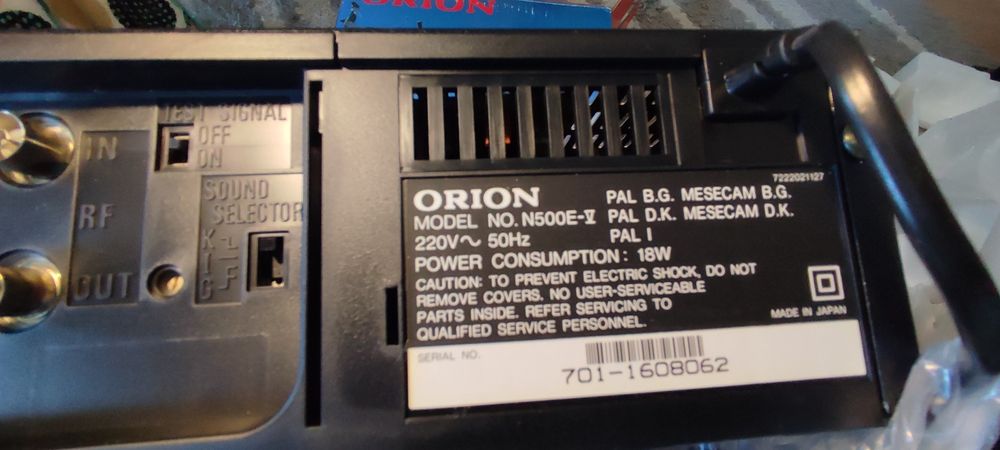 ORION
TEST SIGNAL
OFF
ON
IN
RF
OUT
SOUND
SELECTOR
K
I
G
F
7222021127
ORION
MODEL NO. N500E-V
220V～ 50Hz
PAL B.G. MESECAM B.G.
PAL D.K. MESECAM D.K.
PAL I
POWER CONSUMPTION : 18W
CAUTION: TO PREVENT ELECTRIC SHOCK, DO NOT
REMOVE COVERS. NO USER-SERVICEABLE
PARTS INSIDE. REFER SERVICING TO
QUALIFIED SERVICE PERSONNEL.
MADE IN JAPAN
SERIAL NO.
701-1608062